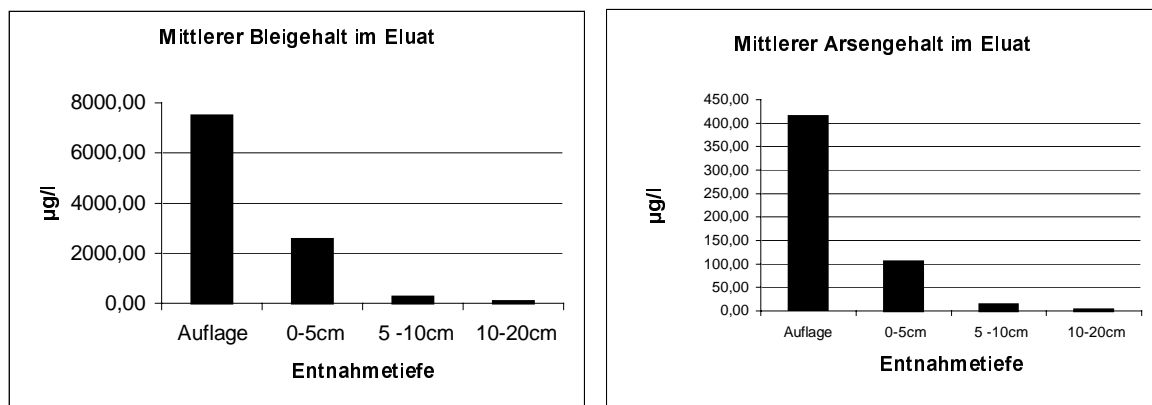 Mittlerer Bleigehalt im Eluat
8000,00
6000,00
4000,00
2000,00
0,00
µg/l
Auflage 0-5cm 5 -10cm 10-20cm
Entnahmetiefe
Mittlerer Arsengehalt im Eluat
450,00
400,00
350,00
300,00
250,00
200,00
150,00
100,00
50,00
0,00
µg/l
Auflage 0-5cm 5 -10cm 10-20cm
Entnahmetiefe